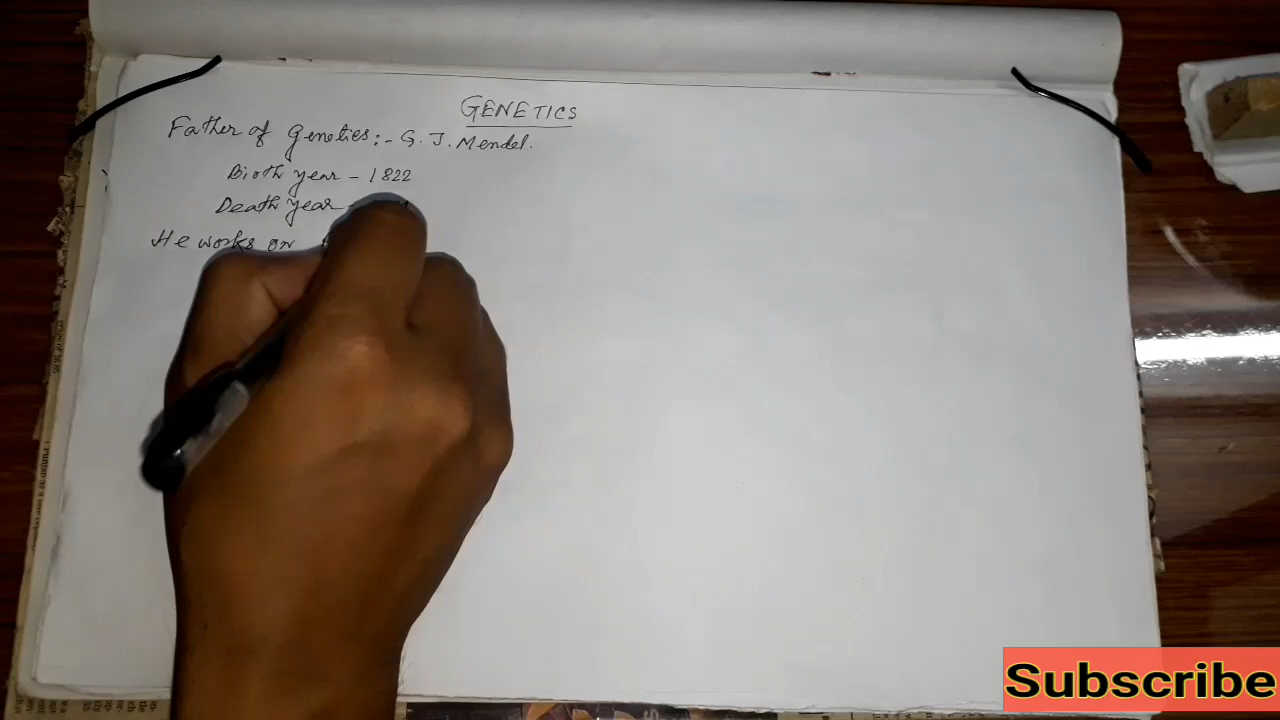 GENETICS
Father of Genetics:- G. J. Mendel.
Birth year - 1822
Death year -
He works on
Subscribe